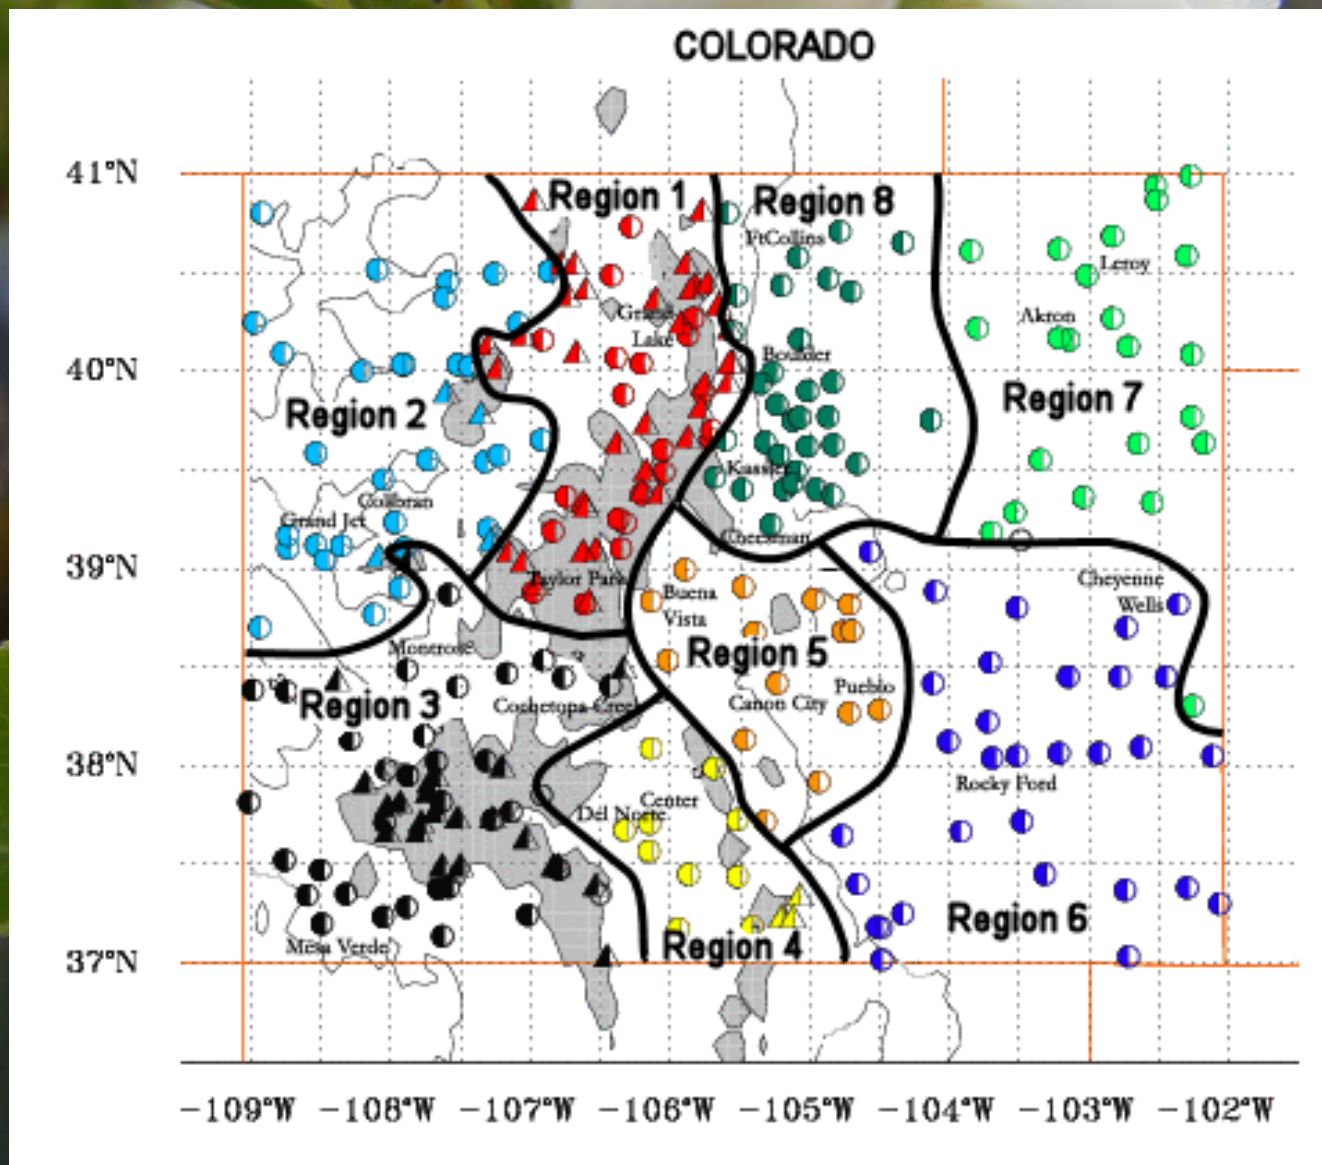 COLORADO
41°N
Region 1
Region 8
FtCollins
Leroy
Grand
Lake
Akron
Boulder
40°N
Region 2
Region 7
Kassler
Collbran
Grand Jct
Cheesman
39°N
Taylor Park
Buena
Vista
Cheyenne
Wells
Montrose
Region 5
Region 3
Pueblo
Cochetopa Creek
Canon City
38°N
Rocky Ford
Center
Del Norte
Region 6
Mesa Verde
Region 4
37°N
-109°W -108°W -107°W -106°W -105°W -104°W -103°W -102°W